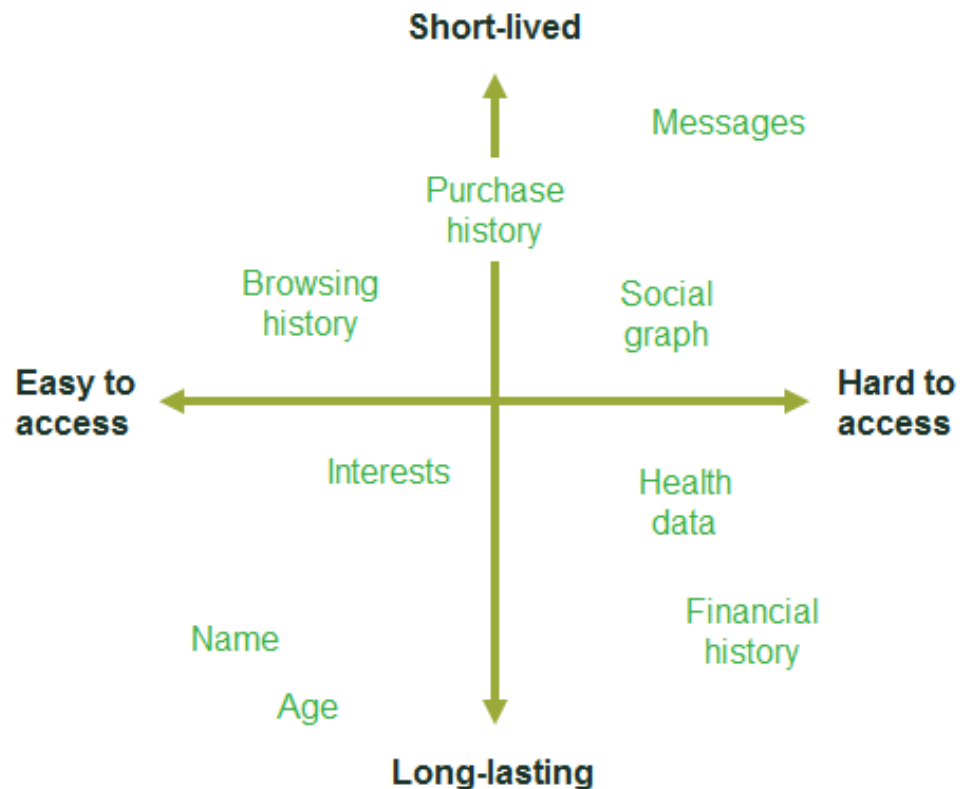 Short-lived
Messages
Purchase
history
Browsing
history
Social
graph
Easy to
access
Hard to
access
Interests
Health
data
Financial
history
Name
Age
Long-lasting